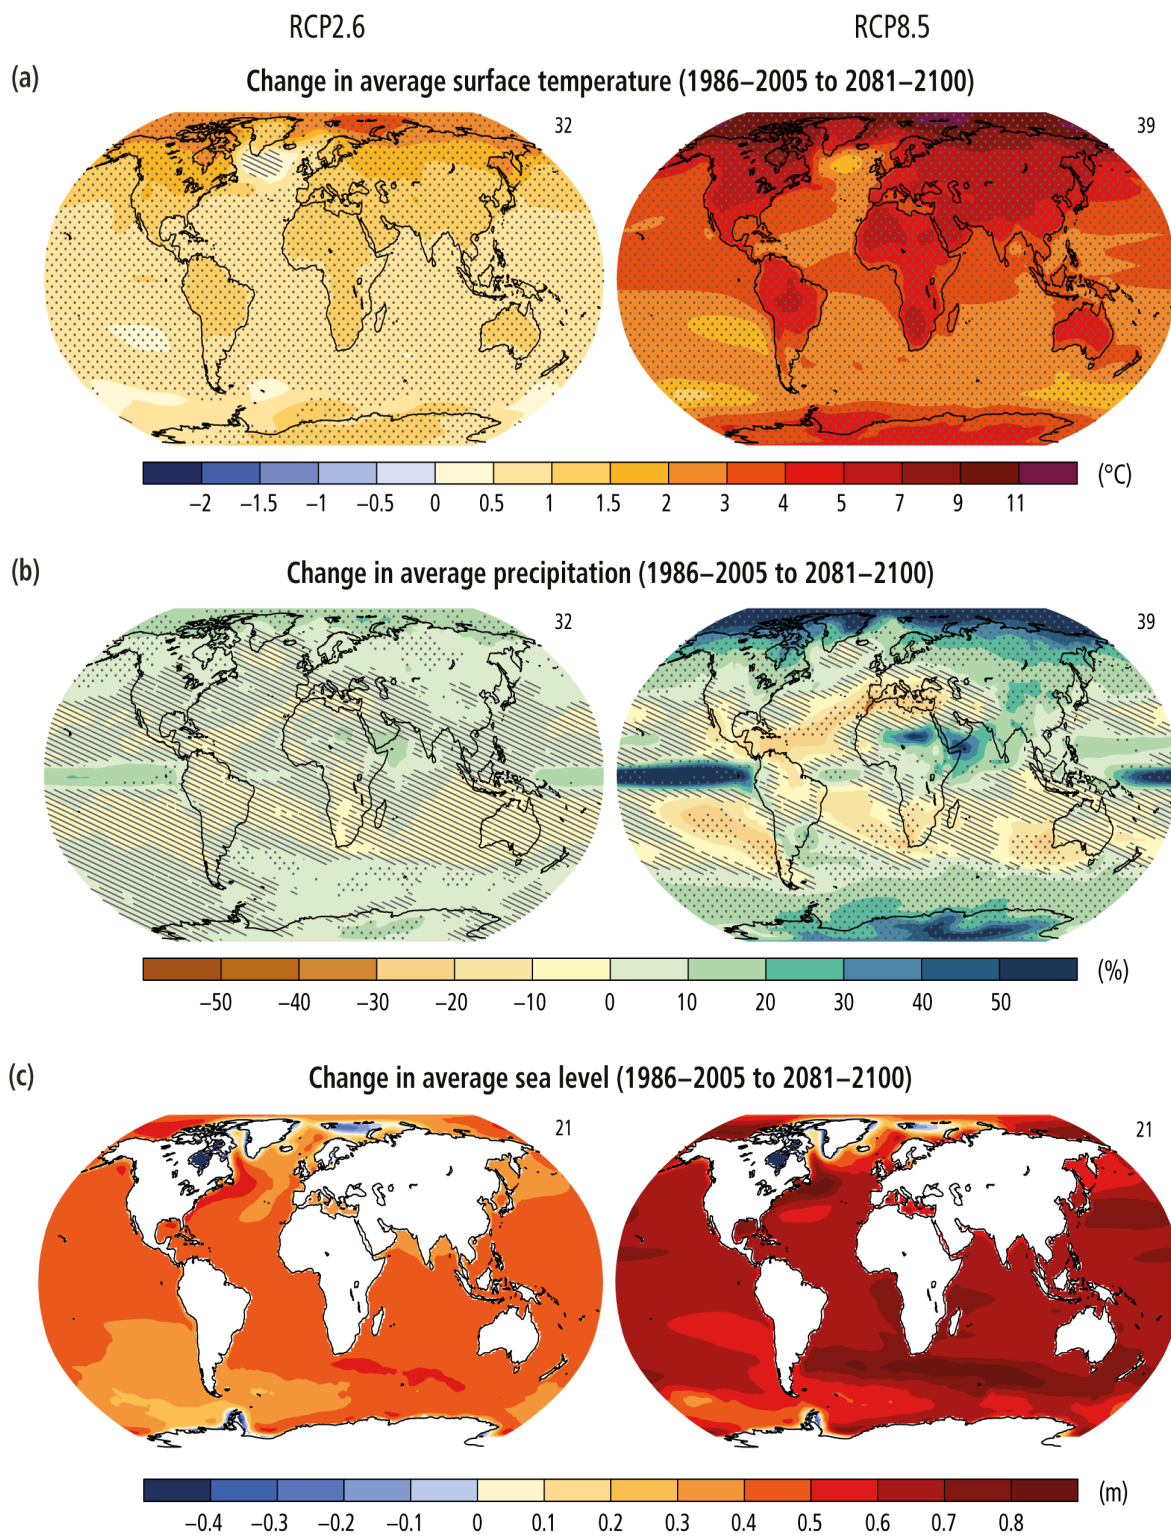 RCP2.6 RCP8.5
(a) Change in average surface temperature (1986–2005 to 2081–2100)
32 39
−2 −1.5 −1 −0.5 0 0.5 1 1.5 2 3 4 5 7 9 11 (°C)
(b) Change in average precipitation (1986–2005 to 2081–2100)
32 39
−50 −40 −30 −20 −10 0 10 20 30 40 50 (%)
(c) Change in average sea level (1986–2005 to 2081–2100)
21 21
−0.4 −0.3 −0.2 −0.1 0 0.1 0.2 0.3 0.4 0.5 0.6 0.7 0.8 (m)